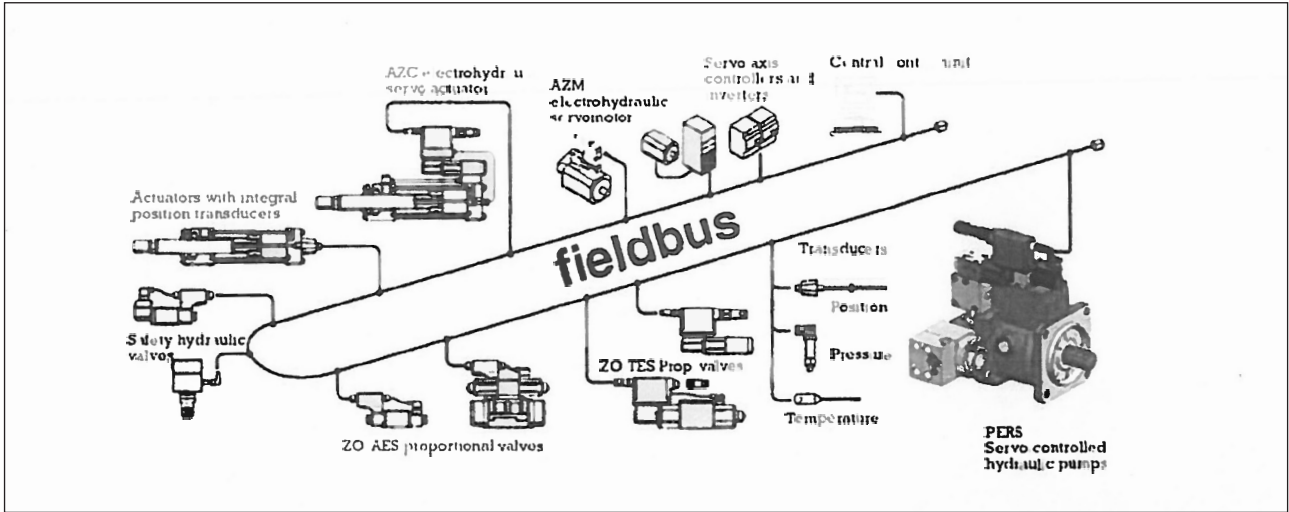 AZC electrohydr u
servo actuator
AZM
electrohydraulic
servomotor
Servo axis
controllers and
inverters
Central unit
Actuators with integral
position transducers
fieldbus
Transducers
Position
Safety hydraulic
valves
ZO TES Prop valves
Pressure
Temperature
ZO AES proportional valves
PERS
Servo controlled
hydraulic pumps